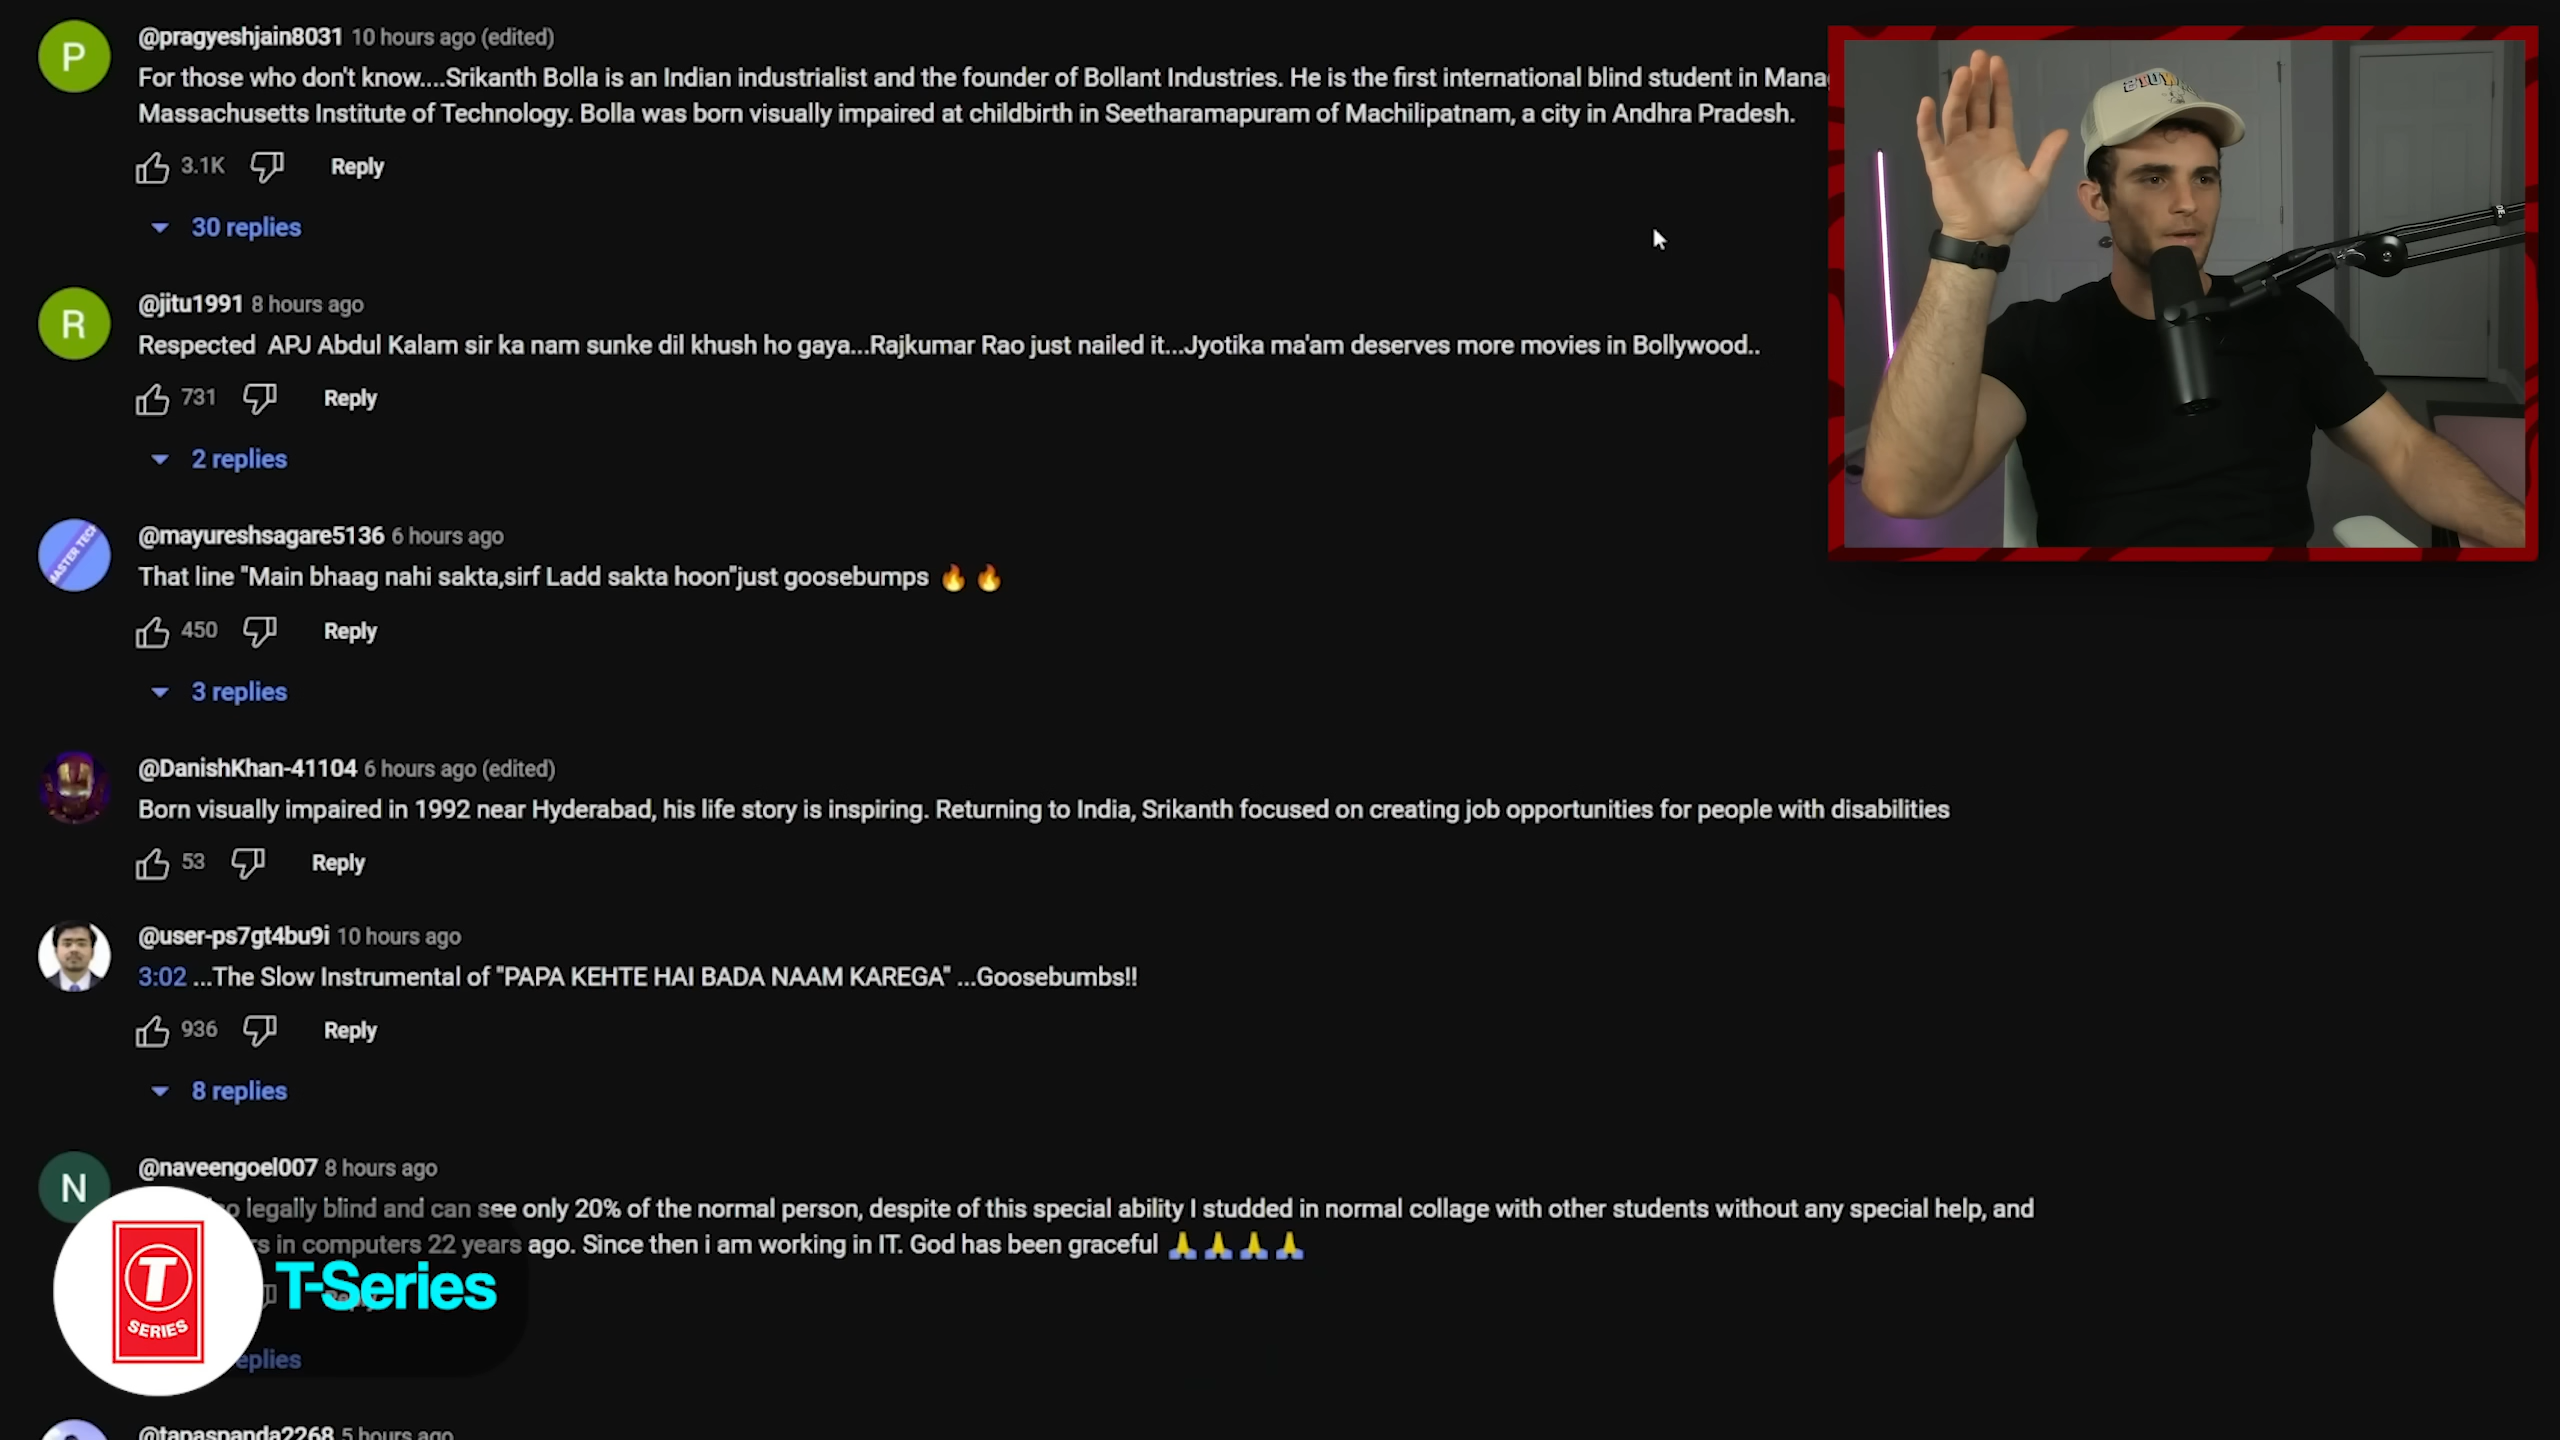 P
@pragyeshjain8031 10 hours ago (edited)
For those who don't know....Srikanth Bolla is an Indian industrialist and the founder of Bollant Industries. He is the first international blind student in
Massachusetts Institute of Technology. Bolla was born visually impaired at childbirth in Seetharamapuram of Machilipatnam, a city in Andhra Pradesh.
3.1K Reply
30 replies
R
@jitu1991 8 hours ago
Respected APJ Abdul Kalam sir ka nam sunke dil khush ho gaya...Rajkumar Rao just nailed it...Jyotika ma'am deserves more movies in Bollywood..
731 Reply
2 replies
MASTER TECH
@mayureshsagare5136 6 hours ago
That line "Main bhaag nahi sakta,sirf Ladd sakta hoon"just goosebumps 🔥🔥
450 Reply
3 replies
@DanishKhan-41104 6 hours ago (edited)
Born visually impaired in 1992 near Hyderabad, his life story is inspiring. Returning to India, Srikanth focused on creating job opportunities for people with disabilities
53 Reply
@user-ps7gt4bu9i 10 hours ago
3:02 ...The Slow Instrumental of "PAPA KEHTE HAI BADA NAAM KAREGA" ...Goosebumbs!!
936 Reply
8 replies
N
@naveengoel007 8 hours ago
legally blind and can see only 20% of the normal person, despite of this special ability I studded in normal collage with other students without any special help, and
in computers 22 years ago. Since then i am working in IT. God has been graceful 🙏🙏🙏🙏
Reply
replies
T
SERIES
T-Series
@tapaspanda2268 5 hours ago